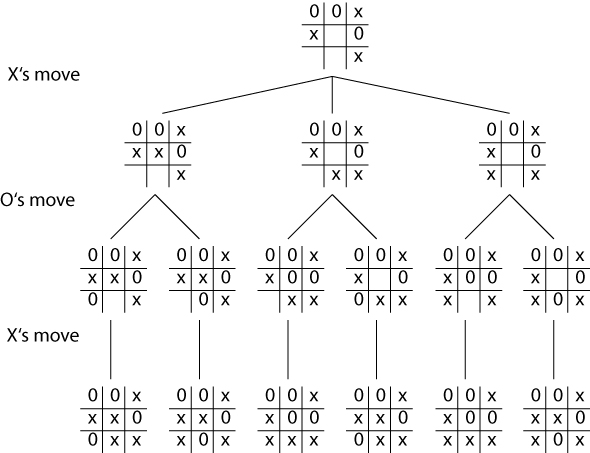 0 0 x
x 0
x
X's move
0 0 x 0 0 x 0 0 x
x x 0 x 0 x 0
x x x x x
O's move
0 0 x 0 0 x 0 0 x 0 0 x 0 0 x 0 0 x
x x 0 x x 0 x 0 0 x 0 x 0 0 x 0
0 x 0 x x x 0 x x x x x 0 x
X's move
0 0 x 0 0 x 0 0 x 0 0 x 0 0 x 0 0 x
x x 0 x x 0 x 0 0 x x 0 x 0 0 x x 0
0 x x x 0 x x x x 0 x x x x x x 0 x